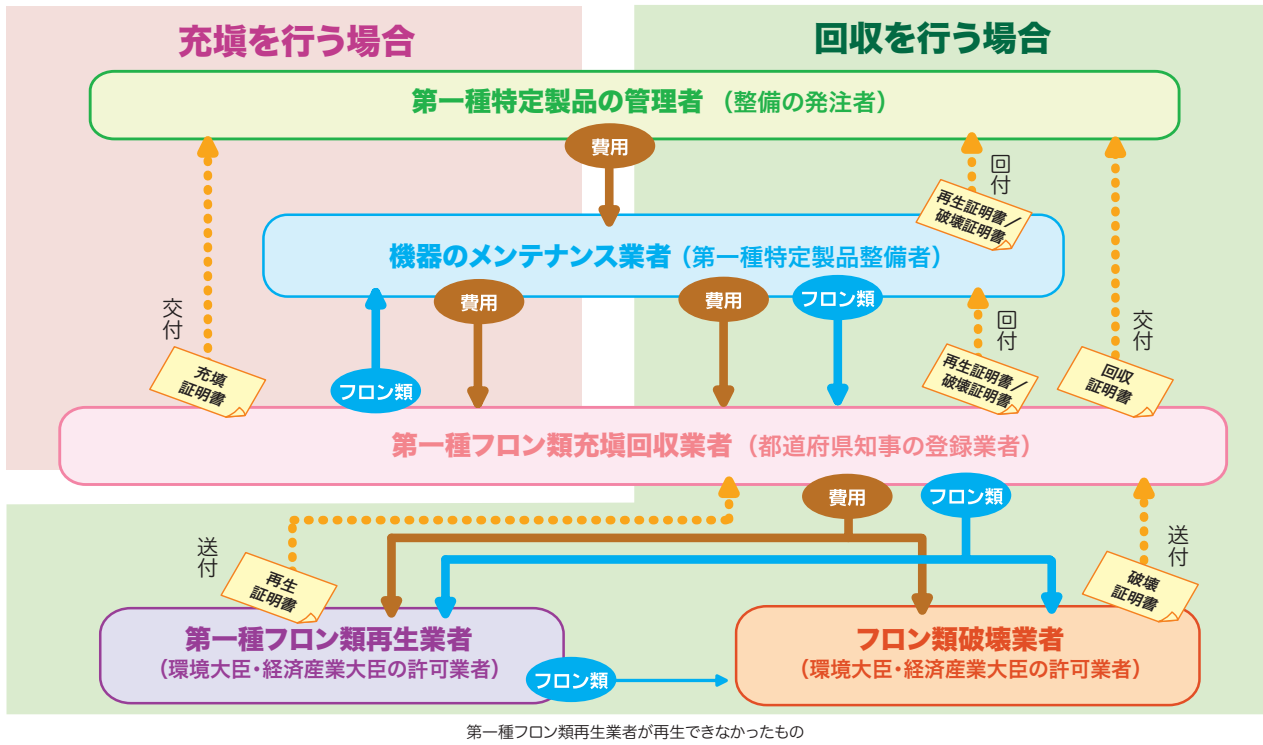 充塡を行う場合
回収を行う場合
第一種特定製品の管理者 （整備の発注者）
費用
回付
再生証明書／
破壊証明書
機器のメンテナンス業者（第一種特定製品整備者）
費用
費用
フロン類
交付
回付
交付
充塡
証明書
フロン類
再生証明書／
破壊証明書
回収
証明書
第一種フロン類充塡回収業者（都道府県知事の登録業者）
費用
フロン類
送付
送付
再生
証明書
破壊
証明書
第一種フロン類再生業者
（環境大臣・経済産業大臣の許可業者）
フロン類
フロン類破壊業者
（環境大臣・経済産業大臣の許可業者）
第一種フロン類再生業者が再生できなかったもの